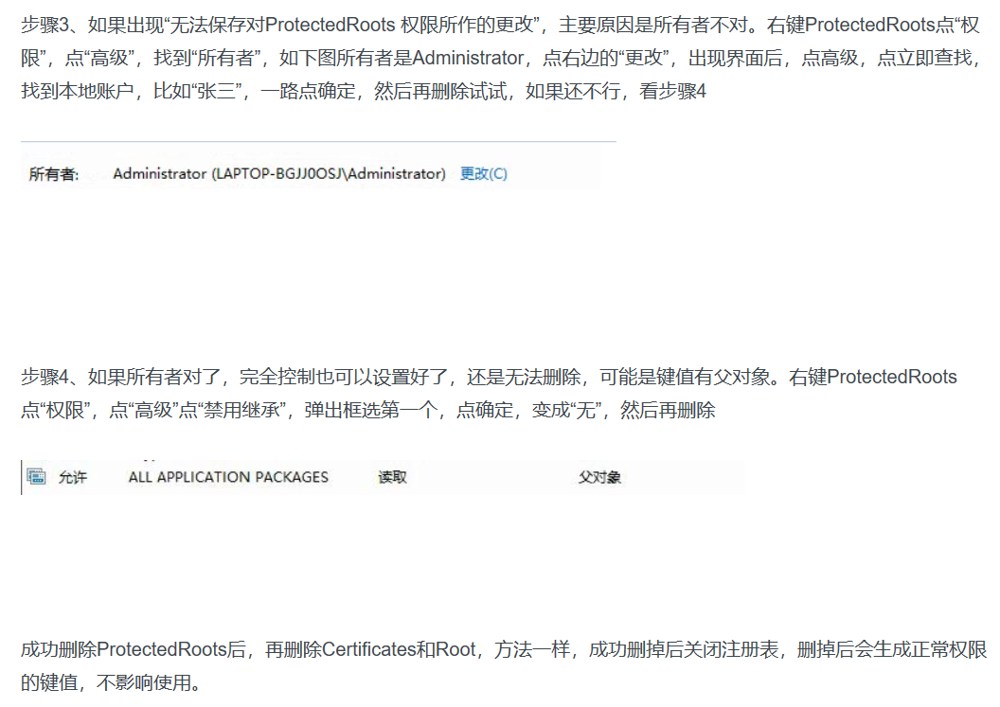 步骤3、如果出现“无法保存对ProtectedRoots 权限所作的更改”，主要原因是所有者不对。右键ProtectedRoots点“权
限”，点“高级”，找到“所有者”，如下图所有者是Administrator，点右边的“更改”，出现界面后，点高级，点立即查找，
找到本地账户，比如“张三”，一路点确定，然后再删除试试，如果还不行，看步骤4
所有者: Administrator (LAPTOP-BGJJ0OSJ\Administrator) 更改(C)
步骤4、如果所有者对了，完全控制也可以设置好了，还是无法删除，可能是键值有父对象。右键ProtectedRoots
点“权限”，点“高级”点“禁用继承”，弹出框选第一个，点确定，变成“无”，然后再删除
允许 ALL APPLICATION PACKAGES 读取 父对象
成功删除ProtectedRoots后，再删除Certificates和Root，方法一样，成功删掉后关闭注册表，删掉后会生成正常权限
的键值，不影响使用。